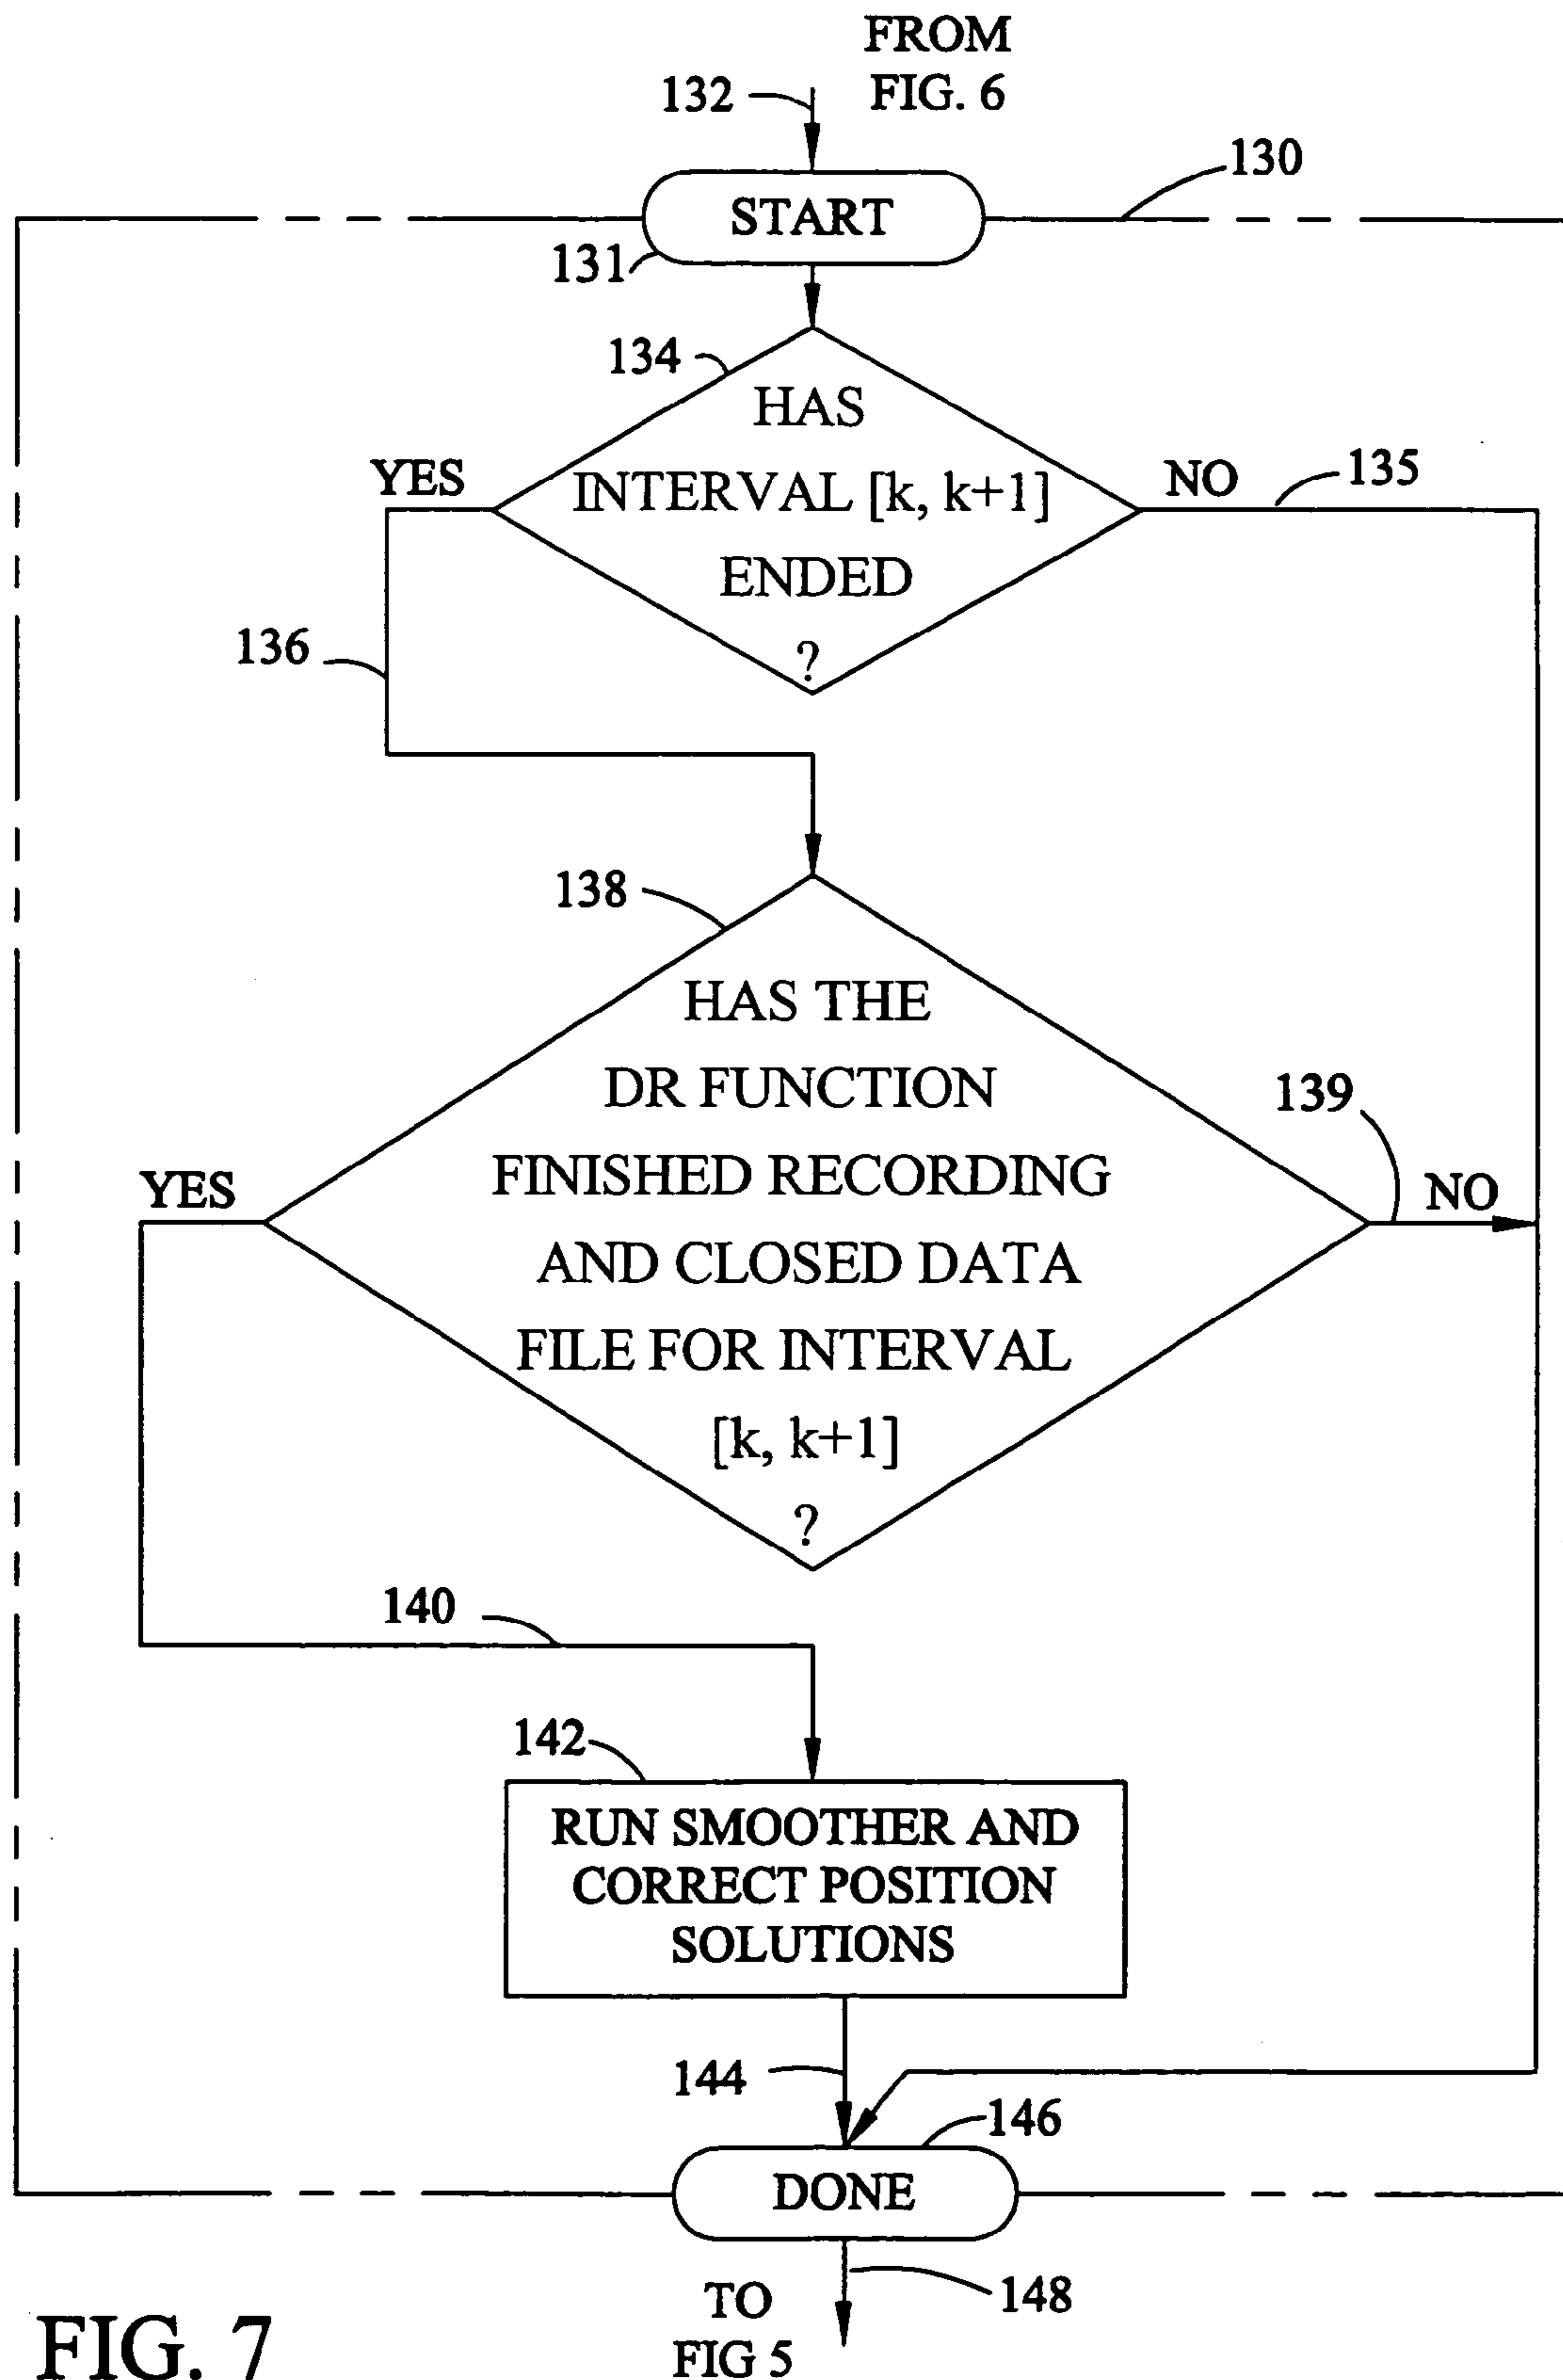 FROM
FIG. 6
132
130
START
131
134
HAS
YES
INTERVAL [k, k+1]
NO
135
ENDED
136
?
138
HAS THE
DR FUNCTION
139
FINISHED RECORDING
YES
NO
AND CLOSED DATA
FILE FOR INTERVAL
[k, k+1]
?
140
142
RUN SMOOTHER AND
CORRECT POSITION
SOLUTIONS
144
146
DONE
148
TO
FIG 5
FIG. 7